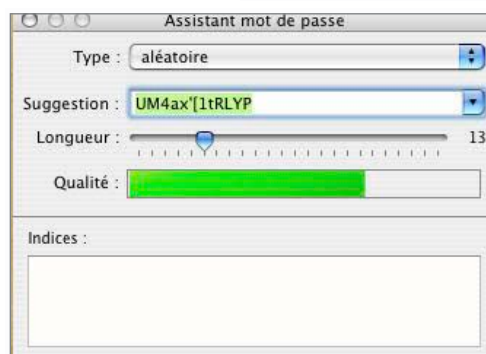 Assistant mot de passe
Type : aléatoire
Suggestion : UM4ax'[1tRLYP
Longueur : 13
Qualité :
Indices :